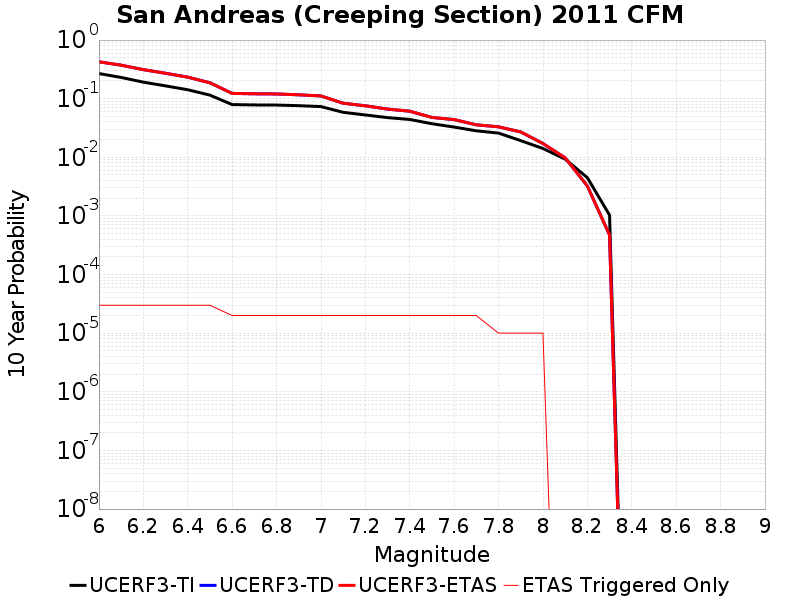 San Andreas (Creeping Section) 2011 CFM
10 Year Probability
10^0
10^-1
10^-2
10^-3
10^-4
10^-5
10^-6
10^-7
10^-8
6 6.2 6.4 6.6 6.8 7 7.2 7.4 7.6 7.8 8 8.2 8.4 8.6 8.8 9
Magnitude
UCERF3-TI UCERF3-TD UCERF3-ETAS ETAS Triggered Only